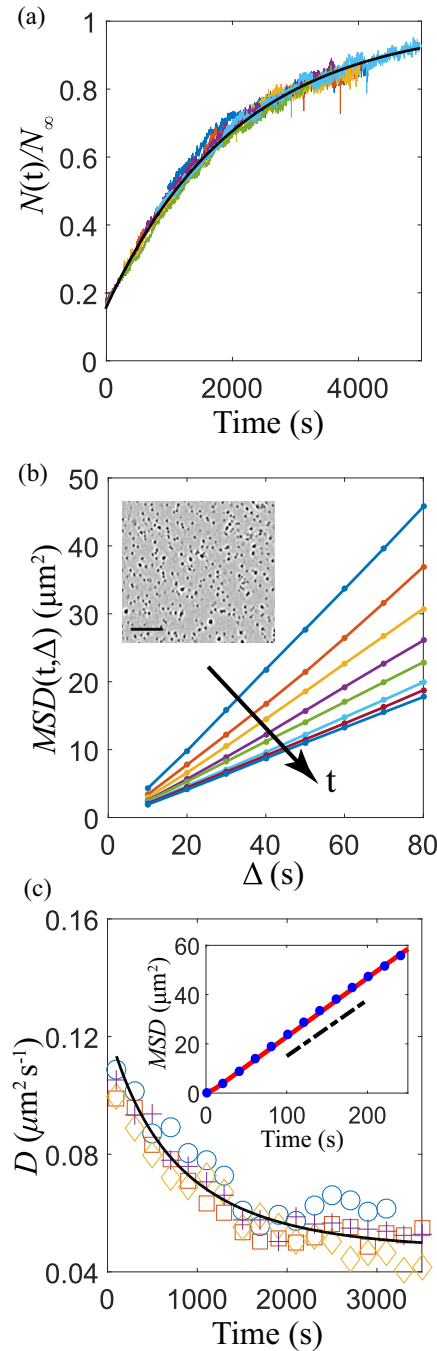 (a)
N(t)/N∞
1
0.8
0.6
0.4
0.2
0
0 2000 4000
Time (s)
(b)
MSD(t,Δ) (μm²)
50
40
30
20
10
0
t
0 20 40 60 80
Δ (s)
(c)
D (μm² s⁻¹)
0.16
0.12
0.08
0.04
MSD (μm²)
60
40
20
0
0 100 200
Time (s)
0 1000 2000 3000
Time (s)